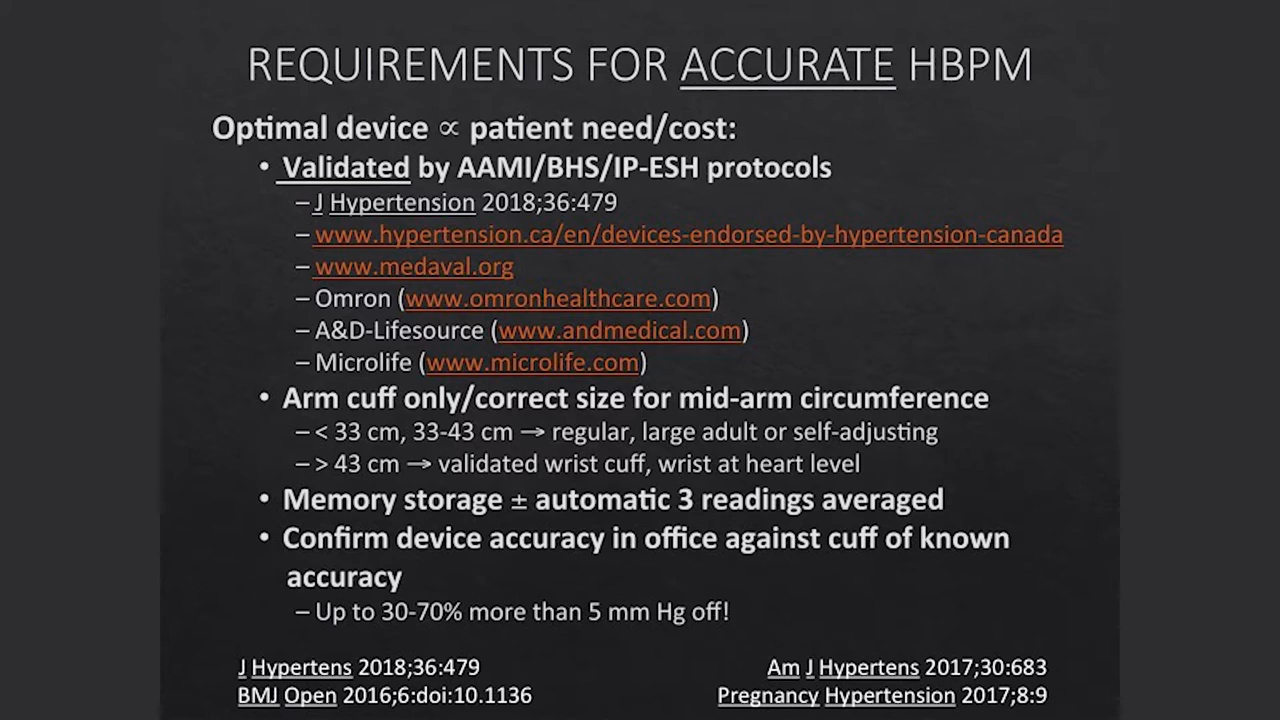 REQUIREMENTS FOR ACCURATE HBPM
Optimal device ∝ patient need/cost:
• Validated by AAMI/BHS/IP-ESH protocols
– J Hypertension 2018;36:479
– www.hypertension.ca/en/devices-endorsed-by-hypertension-canada
– www.medaval.org
– Omron (www.omronhealthcare.com)
– A&D-Lifesource (www.andmedical.com)
– Microlife (www.microlife.com)
• Arm cuff only/correct size for mid-arm circumference
– < 33 cm, 33-43 cm → regular, large adult or self-adjusting
– > 43 cm → validated wrist cuff, wrist at heart level
• Memory storage ± automatic 3 readings averaged
• Confirm device accuracy in office against cuff of known
accuracy
– Up to 30-70% more than 5 mm Hg off!
J Hypertens 2018;36:479
BMJ Open 2016;6:doi:10.1136
Am J Hypertens 2017;30:683
Pregnancy Hypertension 2017;8:9